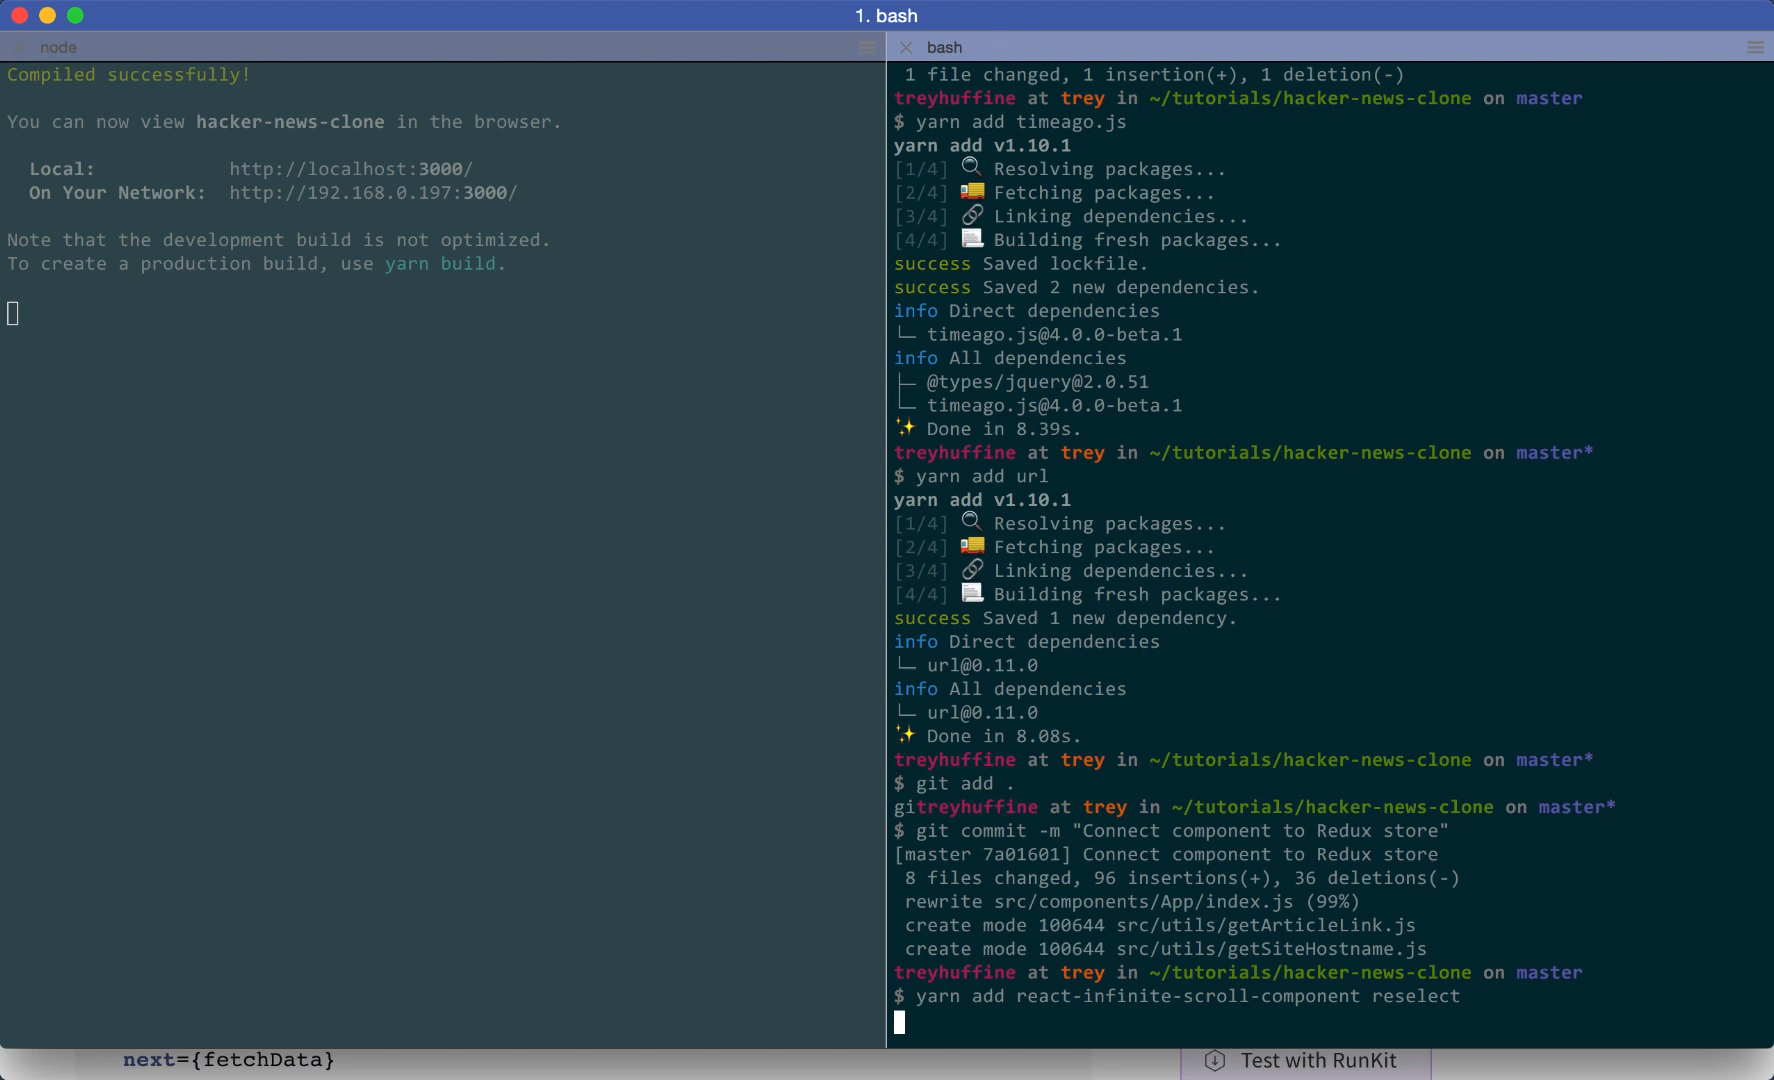 1. bash
node
Compiled successfully!
You can now view hacker-news-clone in the browser.
Local: http://localhost:3000/
On Your Network: http://192.168.0.197:3000/
Note that the development build is not optimized.
To create a production build, use yarn build.
bash
1 file changed, 1 insertion(+), 1 deletion(-)
treyhuffine at trey in ~/tutorials/hacker-news-clone on master
$ yarn add timeago.js
yarn add v1.10.1
[1/4] Resolving packages...
[2/4] Fetching packages...
[3/4] Linking dependencies...
[4/4] Building fresh packages...
success Saved lockfile.
success Saved 2 new dependencies.
info Direct dependencies
└─ timeago.js@4.0.0-beta.1
info All dependencies
├─ @types/jquery@2.0.51
└─ timeago.js@4.0.0-beta.1
✨ Done in 8.39s.
treyhuffine at trey in ~/tutorials/hacker-news-clone on master*
$ yarn add url
yarn add v1.10.1
[1/4] Resolving packages...
[2/4] Fetching packages...
[3/4] Linking dependencies...
[4/4] Building fresh packages...
success Saved 1 new dependency.
info Direct dependencies
└─ url@0.11.0
info All dependencies
└─ url@0.11.0
✨ Done in 8.08s.
treyhuffine at trey in ~/tutorials/hacker-news-clone on master*
$ git add .
gitreyhuffine at trey in ~/tutorials/hacker-news-clone on master*
$ git commit -m "Connect component to Redux store"
[master 7a01601] Connect component to Redux store
8 files changed, 96 insertions(+), 36 deletions(-)
rewrite src/components/App/index.js (99%)
create mode 100644 src/utils/getArticleLink.js
create mode 100644 src/utils/getSiteHostname.js
treyhuffine at trey in ~/tutorials/hacker-news-clone on master
$ yarn add react-infinite-scroll-component reselect
next={fetchData}
Test with RunKit